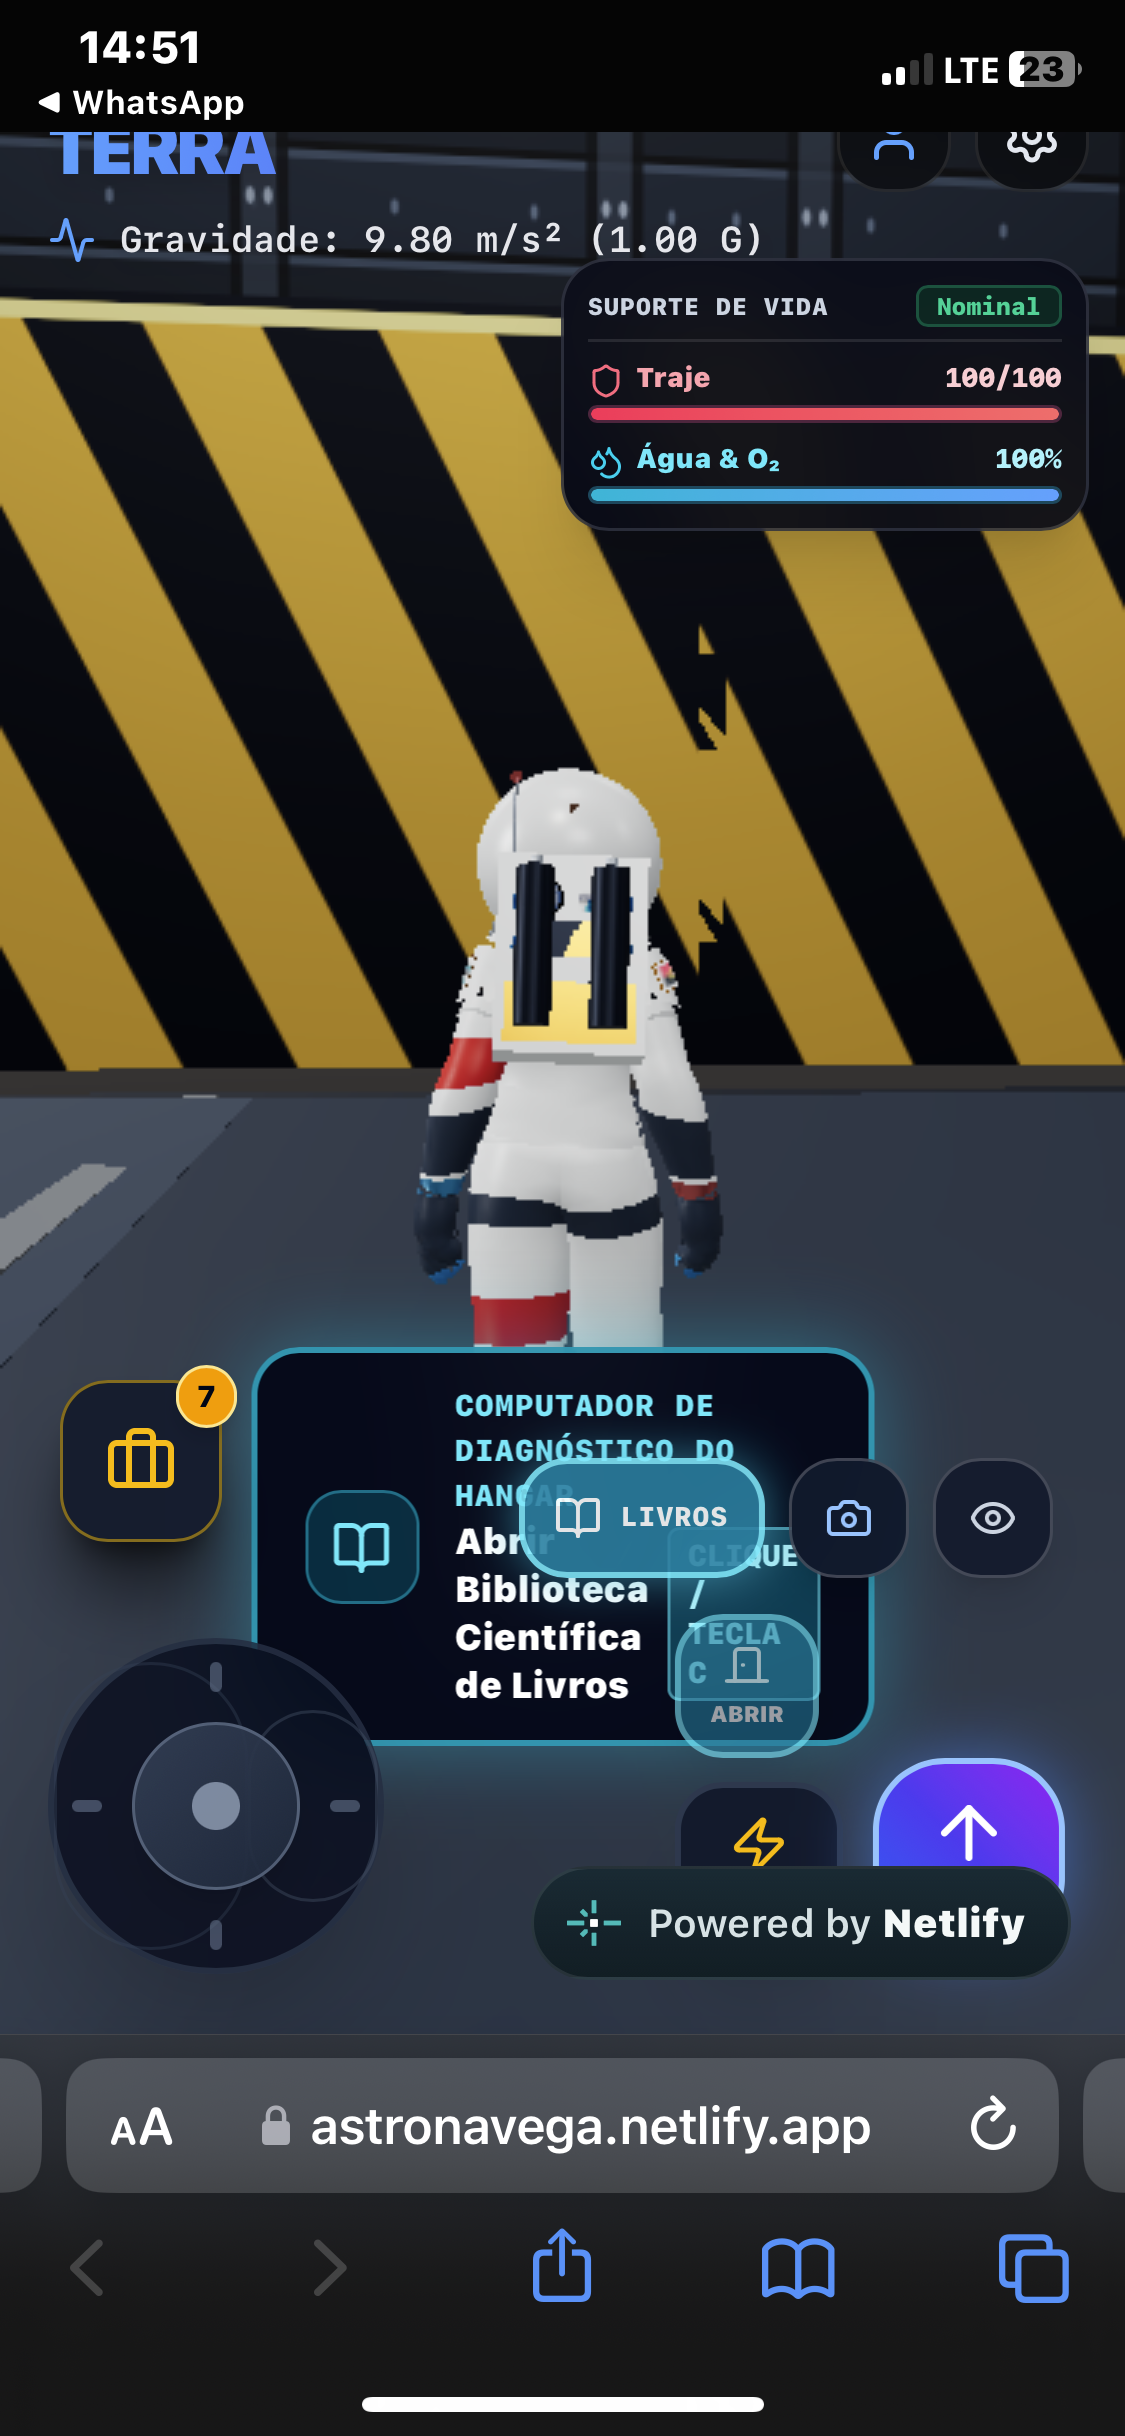 14:51
LTE 23
WhatsApp
TERRA
Gravidade: 9.80 m/s² (1.00 G)
SUPORTE DE VIDA
Nominal
Traje
100/100
Água & O₂
100%
7
COMPUTADOR DE
DIAGNÓSTICO DO
HANGAR
Abrir
Biblioteca
Científica
de Livros
LIVROS
CLIQUE
/
TECLA
C
ABRIR
Powered by Netlify
AA
astronavega.netlify.app